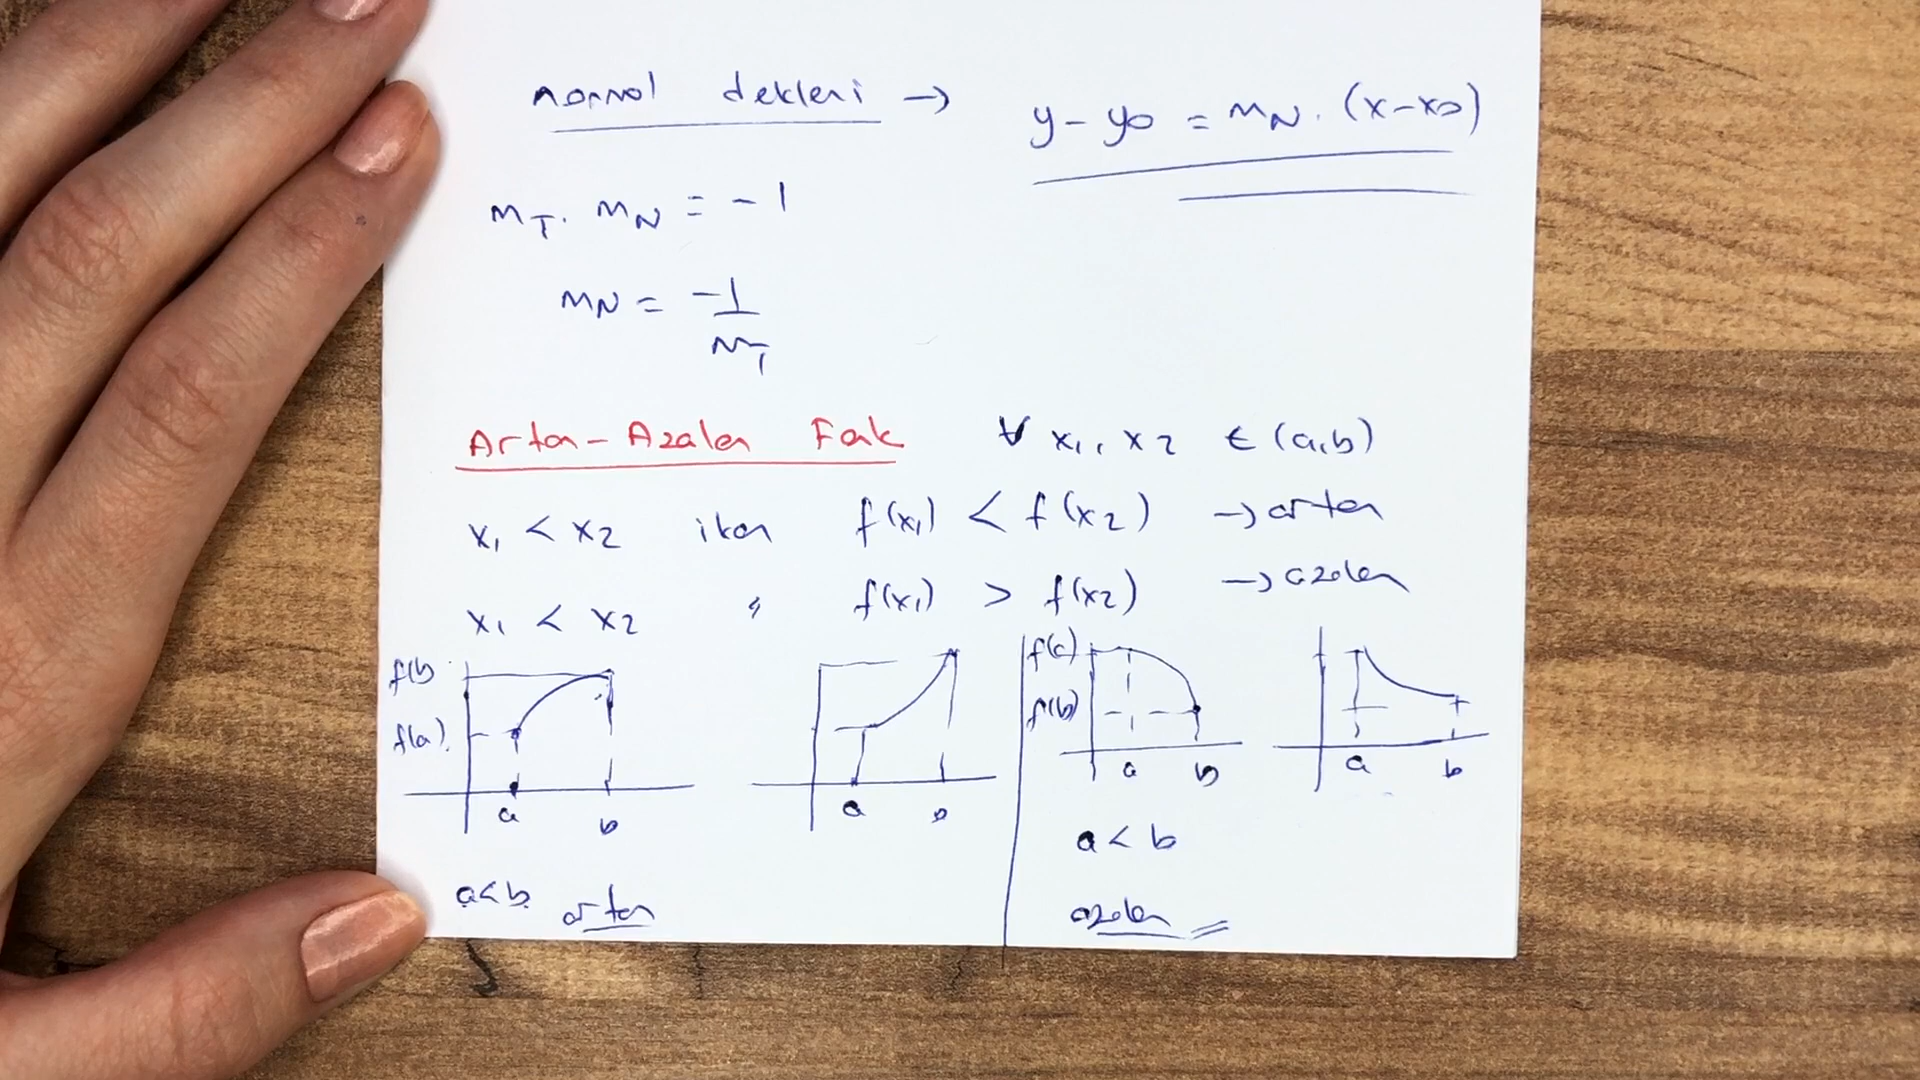 normal deklemi → y - y0 = mN . (x - x0)
mT . mN = -1
mN = -1 / mT
Artan - Azalan Fonk ∀ x1, x2 ∈ (a,b)
x1 < x2 iken f(x1) < f(x2) → artan
x1 < x2 " f(x1) > f(x2) → azalan
f(b) f(a) a b
a b
f(a) f(b) a b
a b
a < b artan
a < b
azalan